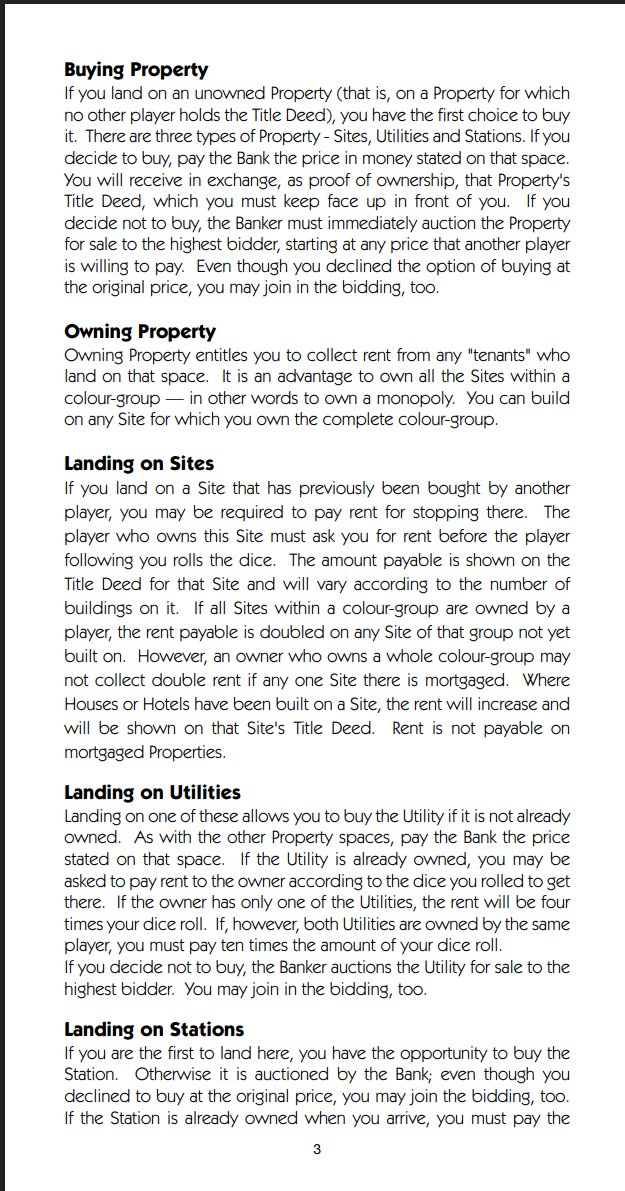 Buying Property
If you land on an unowned Property (that is, on a Property for which
no other player holds the Title Deed), you have the first choice to buy
it. There are three types of Property - Sites, Utilities and Stations. If you
decide to buy, pay the Bank the price in money stated on that space.
You will receive in exchange, as proof of ownership, that Property's
Title Deed, which you must keep face up in front of you. If you
decide not to buy, the Banker must immediately auction the Property
for sale to the highest bidder, starting at any price that another player
is willing to pay. Even though you declined the option of buying at
the original price, you may join in the bidding, too.
Owning Property
Owning Property entitles you to collect rent from any "tenants" who
land on that space. It is an advantage to own all the Sites within a
colour-group — in other words to own a monopoly. You can build
on any Site for which you own the complete colour-group.
Landing on Sites
If you land on a Site that has previously been bought by another
player, you may be required to pay rent for stopping there. The
player who owns this Site must ask you for rent before the player
following you rolls the dice. The amount payable is shown on the
Title Deed for that Site and will vary according to the number of
buildings on it. If all Sites within a colour-group are owned by a
player, the rent payable is doubled on any Site of that group not yet
built on. However, an owner who owns a whole colour-group may
not collect double rent if any one Site there is mortgaged. Where
Houses or Hotels have been built on a Site, the rent will increase and
will be shown on that Site's Title Deed. Rent is not payable on
mortgaged Properties.
Landing on Utilities
Landing on one of these allows you to buy the Utility if it is not already
owned. As with the other Property spaces, pay the Bank the price
stated on that space. If the Utility is already owned, you may be
asked to pay rent to the owner according to the dice you rolled to get
there. If the owner has only one of the Utilities, the rent will be four
times your dice roll. If, however, both Utilities are owned by the same
player, you must pay ten times the amount of your dice roll.
If you decide not to buy, the Banker auctions the Utility for sale to the
highest bidder. You may join in the bidding, too.
Landing on Stations
If you are the first to land here, you have the opportunity to buy the
Station. Otherwise it is auctioned by the Bank; even though you
declined to buy at the original price, you may join the bidding, too.
If the Station is already owned when you arrive, you must pay the
3